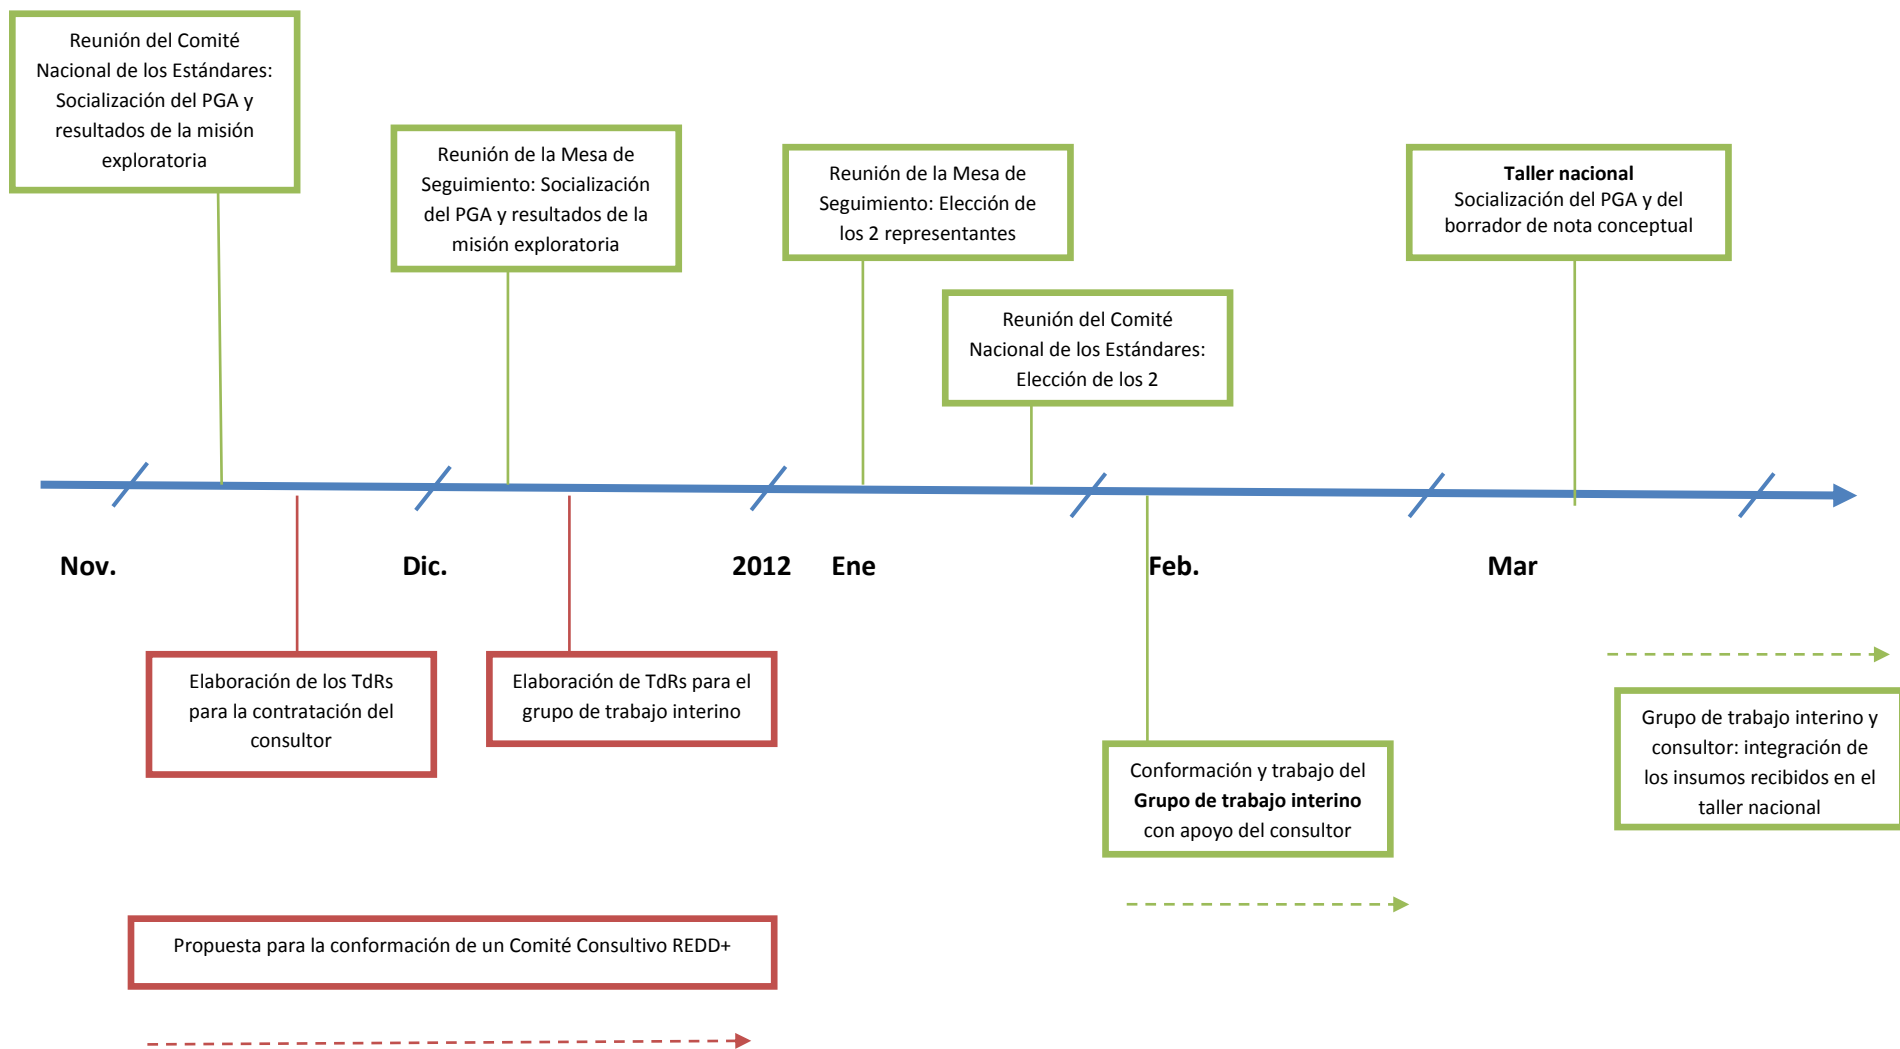 Reunión del Comité
Nacional de los Estándares:
Socialización del PGA y
resultados de la misión
exploratoria
Reunión de la Mesa de
Seguimiento: Socialización
del PGA y resultados de la
misión exploratoria
Reunión de la Mesa de
Seguimiento: Elección de
los 2 representantes
Taller nacional
Socialización del PGA y del
borrador de nota conceptual
Reunión del Comité
Nacional de los Estándares:
Elección de los 2
Nov.
Dic.
2012
Ene
Feb.
Mar
Elaboración de los TdRs
para la contratación del
consultor
Elaboración de TdRs para el
grupo de trabajo interino
Conformación y trabajo del
Grupo de trabajo interino
con apoyo del consultor
Grupo de trabajo interino y
consultor: integración de
los insumos recibidos en el
taller nacional
Propuesta para la conformación de un Comité Consultivo REDD+